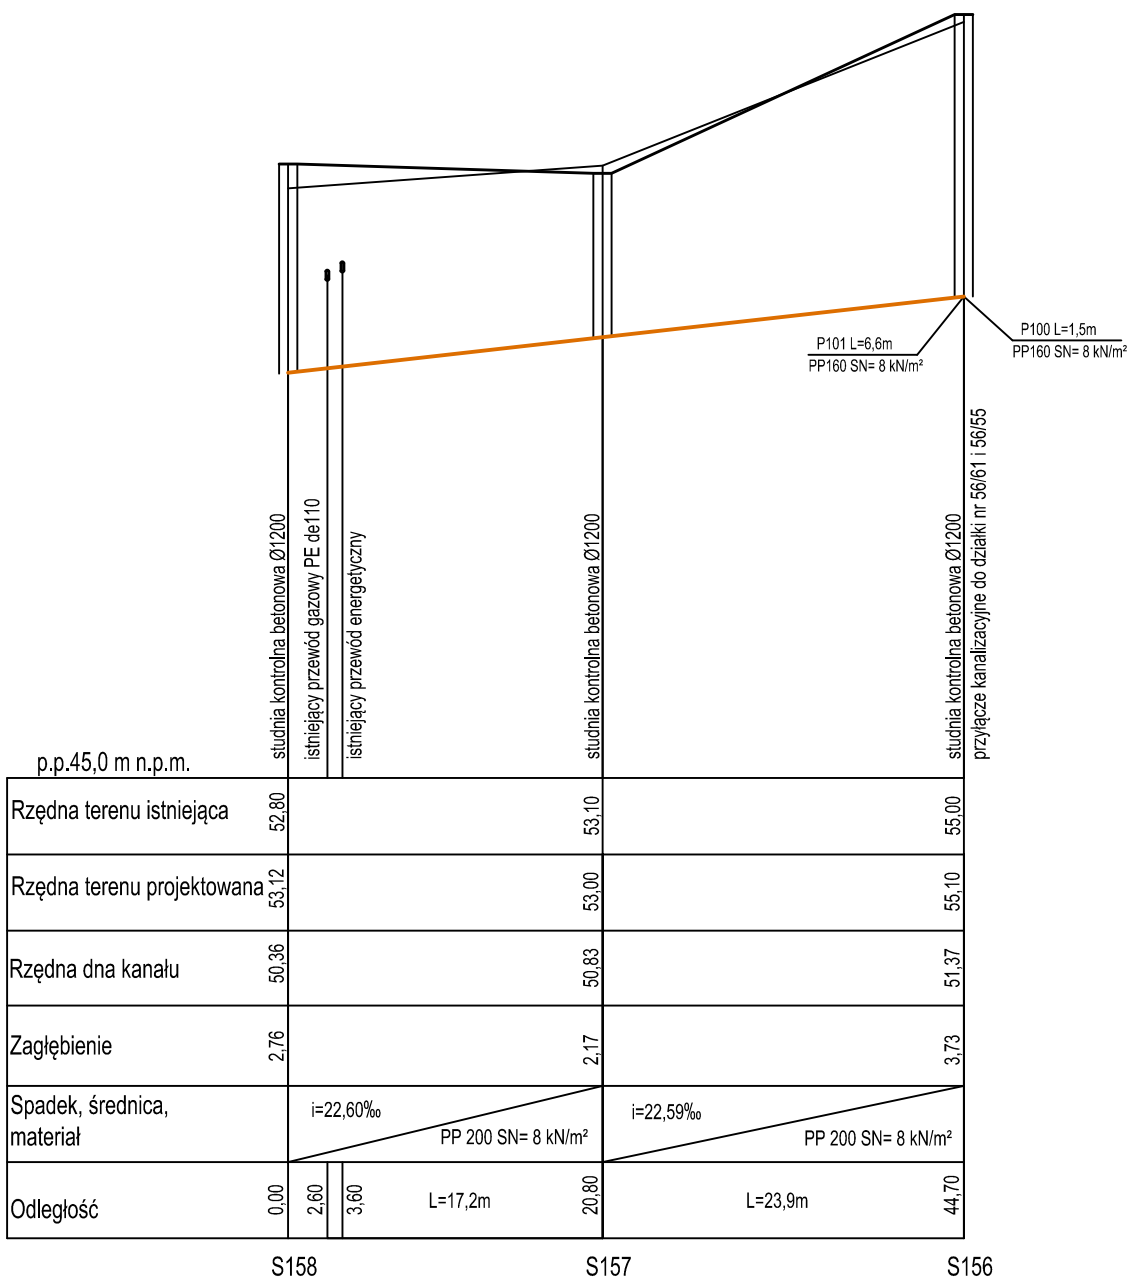 P101 L=6,6m
PP160 SN= 8 kN/m²
P100 L=1,5m
PP160 SN= 8 kN/m²
studnia kontrolna betonowa Ø1200
istniejący przewód gazowy PE de110
istniejący przewód energetyczny
studnia kontrolna betonowa Ø1200
studnia kontrolna betonowa Ø1200
przyłącze kanalizacyjne do działki nr 56/61 i 56/55
p.p.45,0 m n.p.m.
Rzędna terenu istniejąca 52,80 53,10 55,00
Rzędna terenu projektowana 53,12 53,00 55,10
Rzędna dna kanału 50,36 50,83 51,37
Zagłębienie 2,76 2,17 3,73
Spadek, średnica,
materiał
i=22,60‰
PP 200 SN= 8 kN/m²
i=22,59‰
PP 200 SN= 8 kN/m²
Odległość 0,00 2,60 3,60 L=17,2m 20,80 L=23,9m 44,70
S158 S157 S156